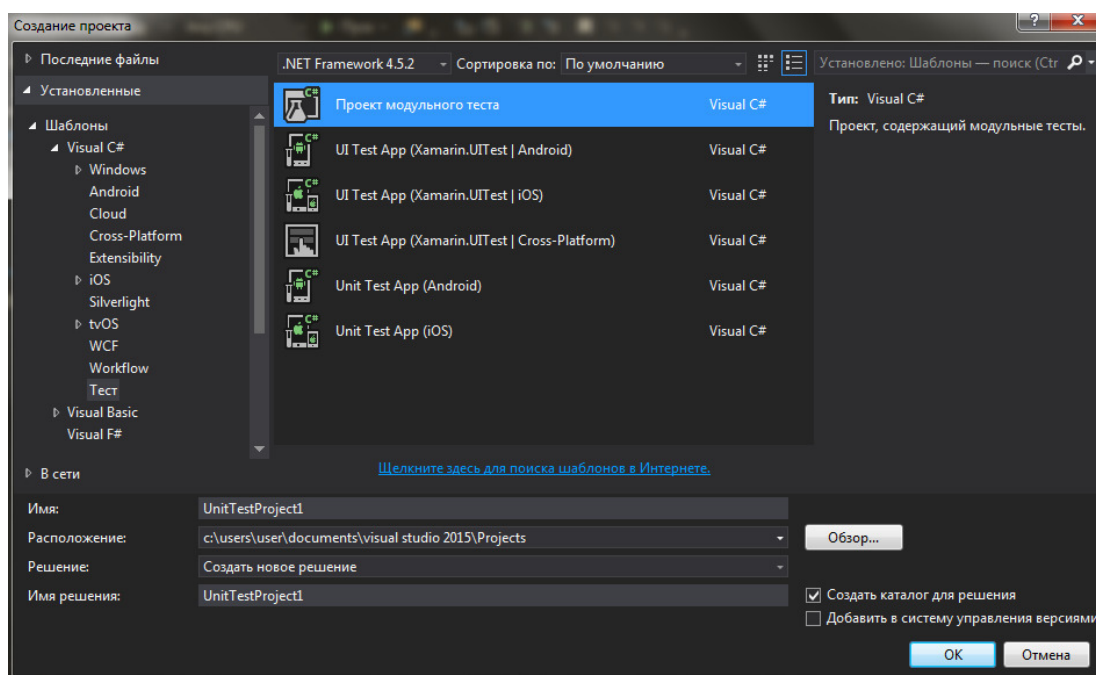 Создание проекта
Последние файлы
.NET Framework 4.5.2
Сортировка по: По умолчанию
Установлено: Шаблоны — поиск (Ctr
Установленные
Шаблоны
Visual C#
Windows
Android
Cloud
Cross-Platform
Extensibility
iOS
Silverlight
tvOS
WCF
Workflow
Тест
Visual Basic
Visual F#
В сети
Проект модульного теста Visual C#
UI Test App (Xamarin.UITest | Android) Visual C#
UI Test App (Xamarin.UITest | iOS) Visual C#
UI Test App (Xamarin.UITest | Cross-Platform) Visual C#
Unit Test App (Android) Visual C#
Unit Test App (iOS) Visual C#
Щелкните здесь для поиска шаблонов в Интернете.
Тип: Visual C#
Проект, содержащий модульные тесты.
Имя: UnitTestProject1
Расположение: c:\users\user\documents\visual studio 2015\Projects
Обзор...
Решение: Создать новое решение
Имя решения: UnitTestProject1
Создать каталог для решения
Добавить в систему управления версиями
OK
Отмена